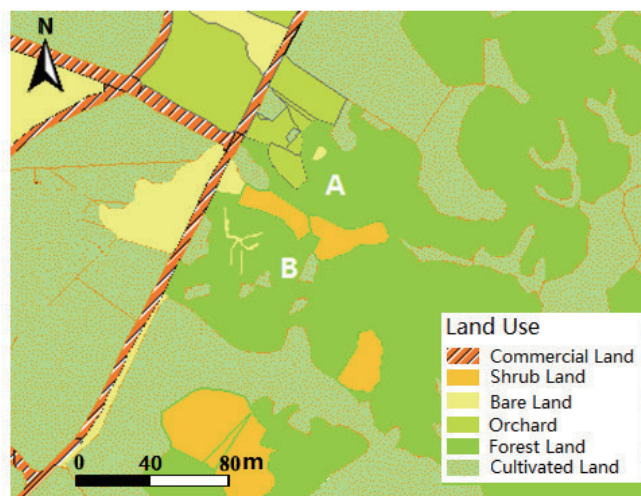 N
A
B
Land Use
Commercial Land
Shrub Land
Bare Land
Orchard
Forest Land
Cultivated Land
0 40 80m